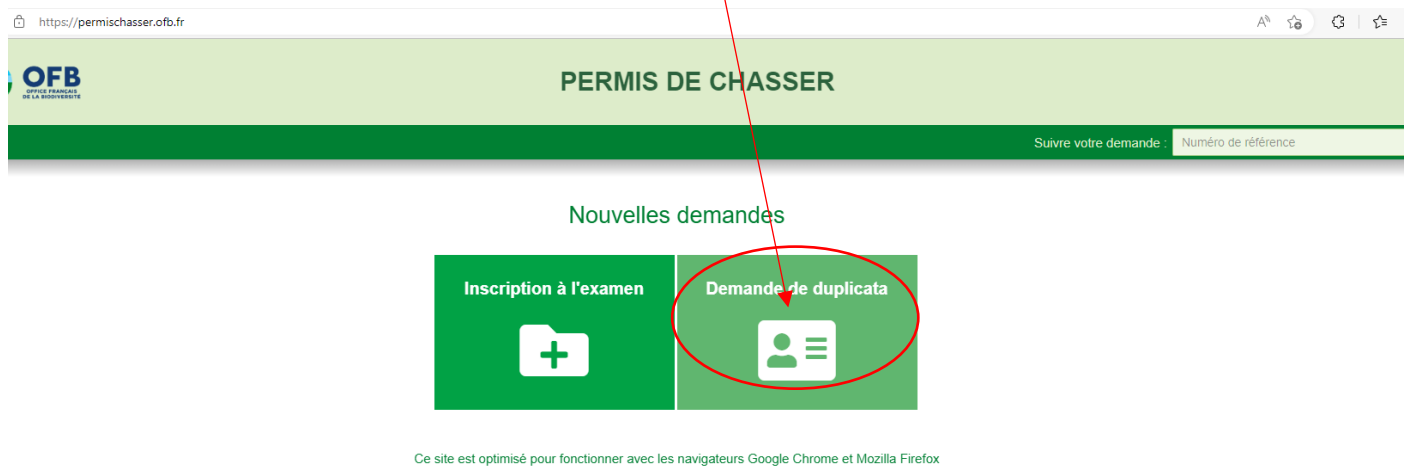 https://permischasser.ofb.fr
OFB
OFFICE FRANÇAIS
DE LA BIODIVERSITÉ
PERMIS DE CHASSER
Suivre votre demande : Numéro de référence
Nouvelles demandes
Inscription à l'examen
Demande de duplicata
Ce site est optimisé pour fonctionner avec les navigateurs Google Chrome et Mozilla Firefox